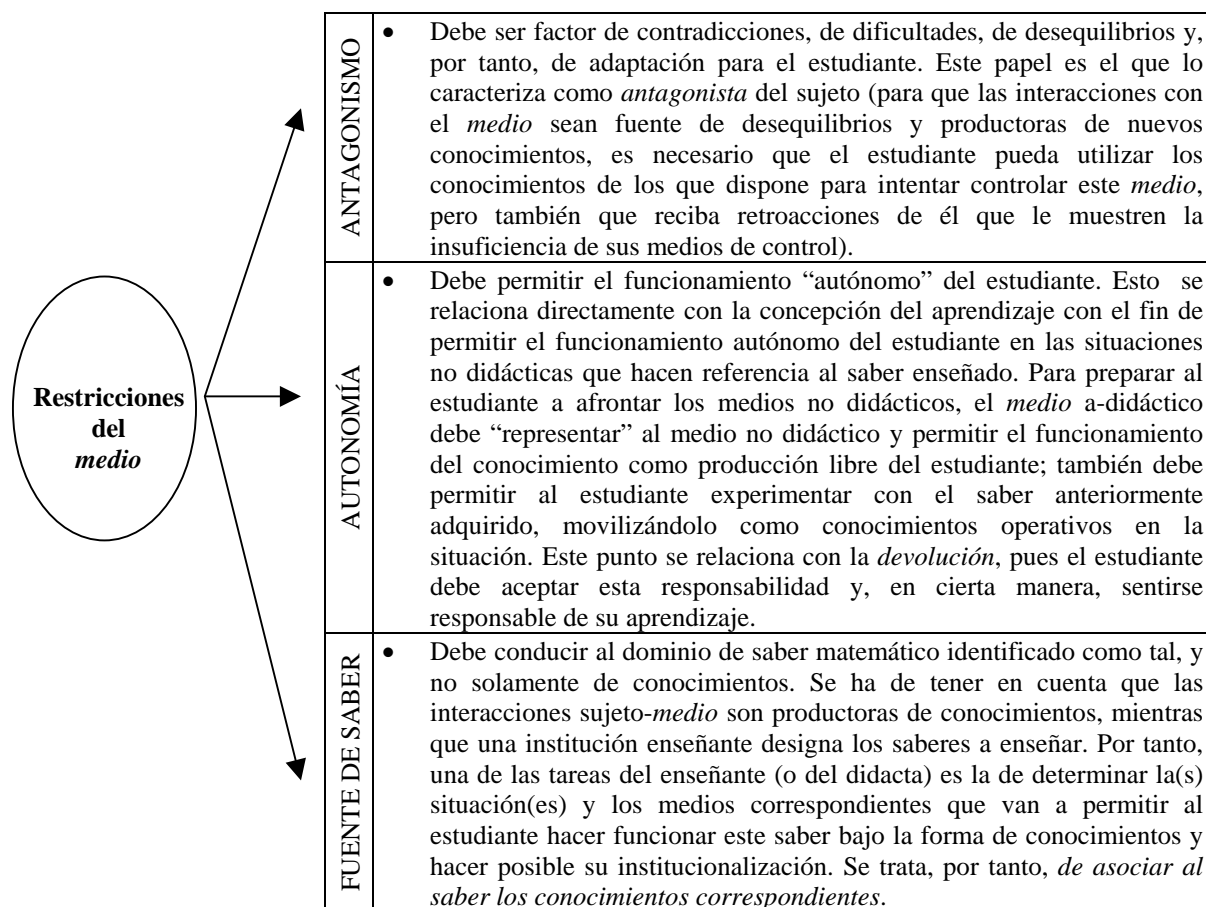 Restricciones
del
medio
ANTAGONISMO
• Debe ser factor de contradicciones, de dificultades, de desequilibrios y,
por tanto, de adaptación para el estudiante. Este papel es el que lo
caracteriza como antagonista del sujeto (para que las interacciones con
el medio sean fuente de desequilibrios y productoras de nuevos
conocimientos, es necesario que el estudiante pueda utilizar los
conocimientos de los que dispone para intentar controlar este medio,
pero también que reciba retroacciones de él que le muestren la
insuficiencia de sus medios de control).
AUTONOMÍA
• Debe permitir el funcionamiento “autónomo” del estudiante. Esto se
relaciona directamente con la concepción del aprendizaje con el fin de
permitir el funcionamiento autónomo del estudiante en las situaciones
no didácticas que hacen referencia al saber enseñado. Para preparar al
estudiante a afrontar los medios no didácticos, el medio a-didáctico
debe “representar” al medio no didáctico y permitir el funcionamiento
del conocimiento como producción libre del estudiante; también debe
permitir al estudiante experimentar con el saber anteriormente
adquirido, movilizándolo como conocimientos operativos en la
situación. Este punto se relaciona con la devolución, pues el estudiante
debe aceptar esta responsabilidad y, en cierta manera, sentirse
responsable de su aprendizaje.
FUENTE DE SABER
• Debe conducir al dominio de saber matemático identificado como tal, y
no solamente de conocimientos. Se ha de tener en cuenta que las
interacciones sujeto-medio son productoras de conocimientos, mientras
que una institución enseñante designa los saberes a enseñar. Por tanto,
una de las tareas del enseñante (o del didacta) es la de determinar la(s)
situación(es) y los medios correspondientes que van a permitir al
estudiante hacer funcionar este saber bajo la forma de conocimientos y
hacer posible su institucionalización. Se trata, por tanto, de asociar al
saber los conocimientos correspondientes.